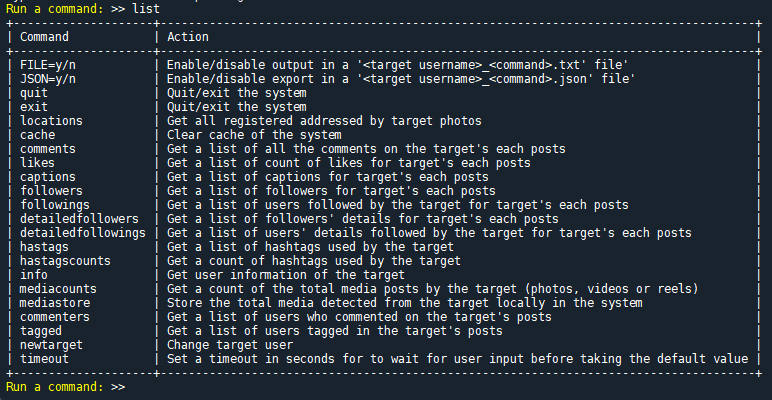 Run a command: >> list
+--------------------+------------------------------------------------------------------------------------+
| Command            | Action                                                                             |
+--------------------+------------------------------------------------------------------------------------+
| FILE=y/n           | Enable/disable output in a '<target username>_<command>.txt' file'                 |
| JSON=y/n           | Enable/disable export in a '<target username>_<command>.json' file'                |
| quit               | Quit/exit the system                                                               |
| exit               | Quit/exit the system                                                               |
| locations          | Get all registered addressed by target photos                                      |
| cache              | Clear cache of the system                                                          |
| comments           | Get a list of all the comments on the target's each posts                          |
| likes              | Get a list of count of likes for target's each posts                               |
| captions           | Get a list of captions for target's each posts                                     |
| followers          | Get a list of followers for target's each posts                                    |
| followings         | Get a list of users followed by the target for target's each posts                 |
| detailedfollowers  | Get a list of followers' details for target's each posts                           |
| detailedfollowings | Get a list of users' details followed by the target for target's each posts        |
| hastags            | Get a list of hashtags used by the target                                          |
| hastagscounts      | Get a count of hashtags used by the target                                         |
| info               | Get user information of the target                                                 |
| mediacounts        | Get a count of the total media posts by the target (photos, videos or reels)       |
| mediastore         | Store the total media detected from the target locally in the system               |
| commenters         | Get a list of users who commented on the target's posts                            |
| tagged             | Get a list of users tagged in the target's posts                                   |
| newtarget          | Change target user                                                                 |
| timeout            | Set a timeout in seconds for to wait for user input before taking the default value |
+--------------------+------------------------------------------------------------------------------------+
Run a command: >>